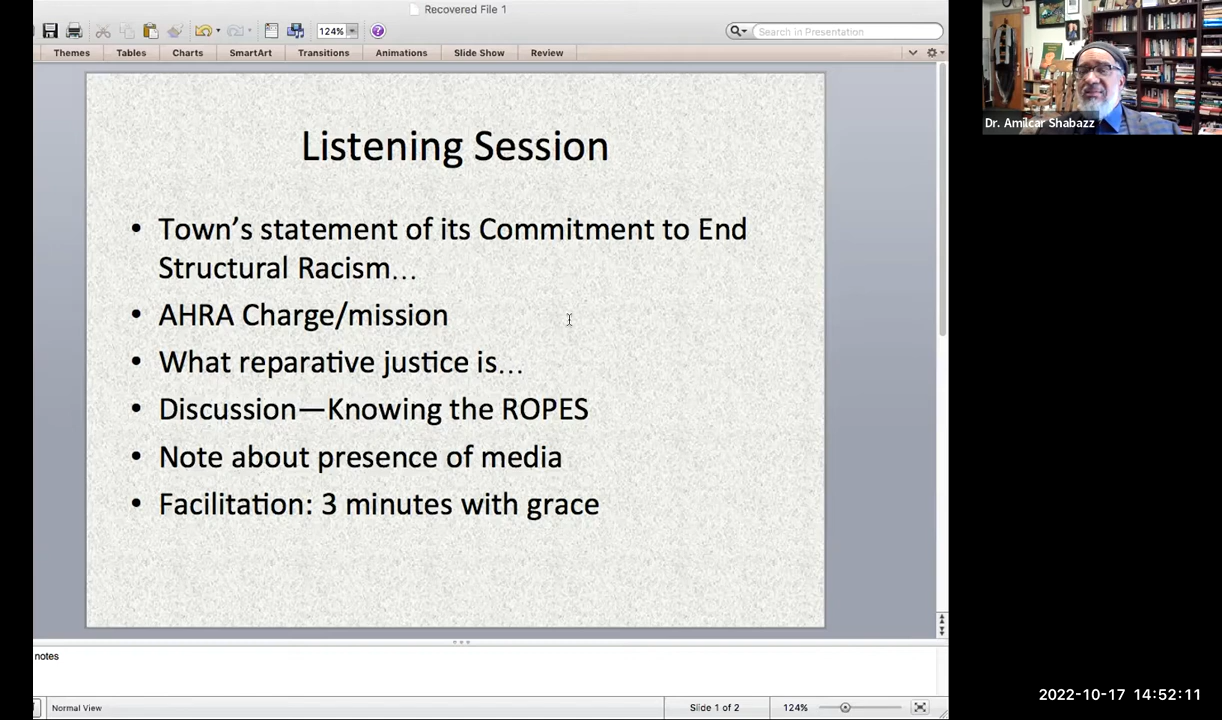 Recovered File 1
124%
Search in Presentation
Themes Tables Charts SmartArt Transitions Animations Slide Show Review
Listening Session
• Town’s statement of its Commitment to End
Structural Racism…
• AHRA Charge/mission
• What reparative justice is…
• Discussion—Knowing the ROPES
• Note about presence of media
• Facilitation: 3 minutes with grace
notes
Normal View Slide 1 of 2 124%
Dr. Amilcar Shabazz
2022-10-17 14:52:11